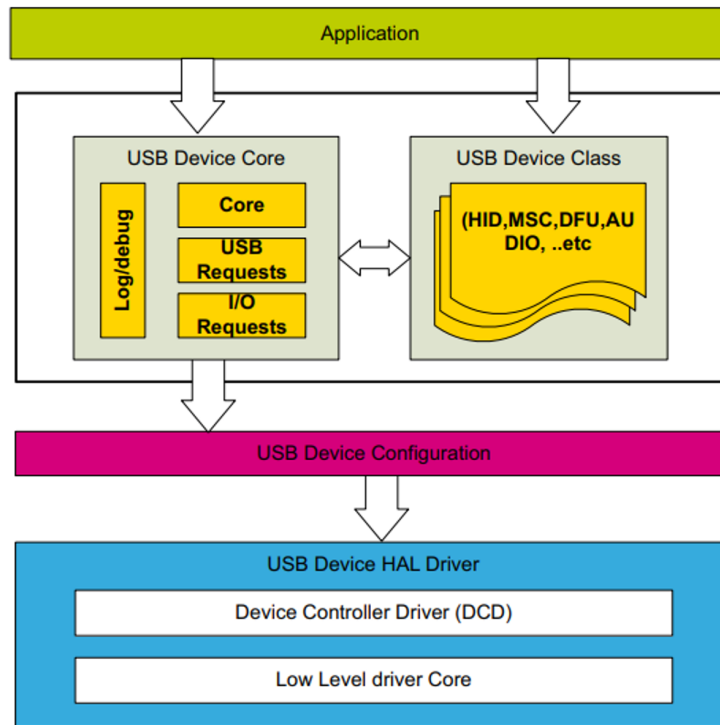 Application
USB Device Core
USB Device Class
Log/debug
Core
USB
Requests
I/O
Requests
(HID,MSC,DFU,AU
DIO, ..etc
USB Device Configuration
USB Device HAL Driver
Device Controller Driver (DCD)
Low Level driver Core